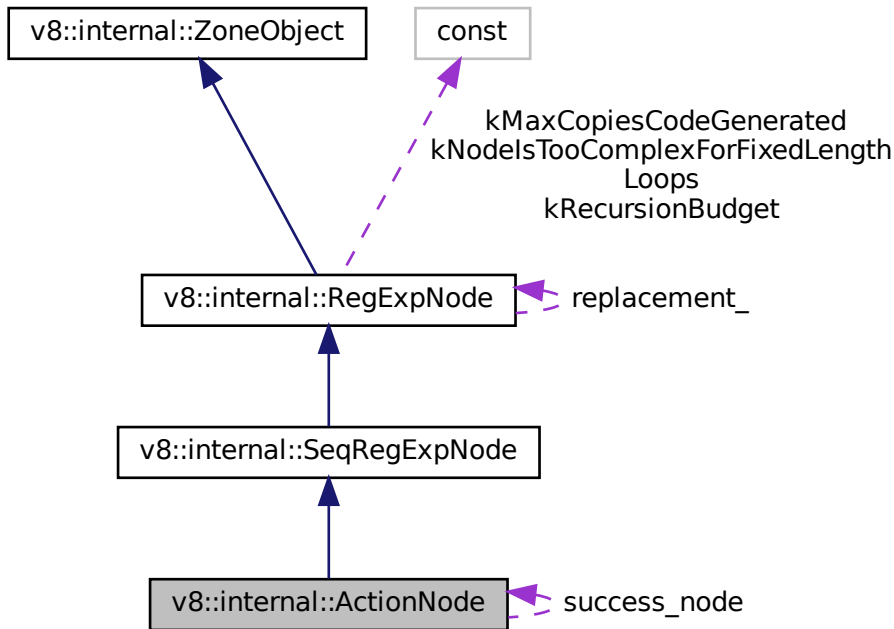 v8::internal::ZoneObject
const
kMaxCopiesCodeGenerated
kNodeIsTooComplexForFixedLength
Loops
kRecursionBudget
v8::internal::RegExpNode
replacement_
v8::internal::SeqRegExpNode
v8::internal::ActionNode
success_node